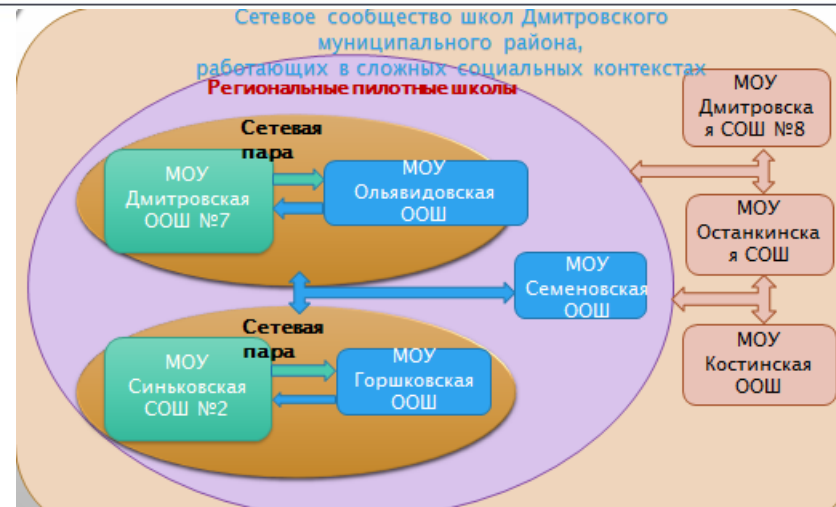 Сетевое сообщество школ Дмитровского
муниципального района,
работающих в сложных социальных контекстах
Региональные пилотные школы
Сетевая
пара
МОУ
Дмитровская
ООШ №7
МОУ
Ольявидовская
ООШ
МОУ
Семеновская
ООШ
Сетевая
пара
МОУ
Синьковская
СОШ №2
МОУ
Горшковская
ООШ
МОУ
Дмитровска
я СОШ №8
МОУ
Останкинска
я СОШ
МОУ
Костинская
ООШ